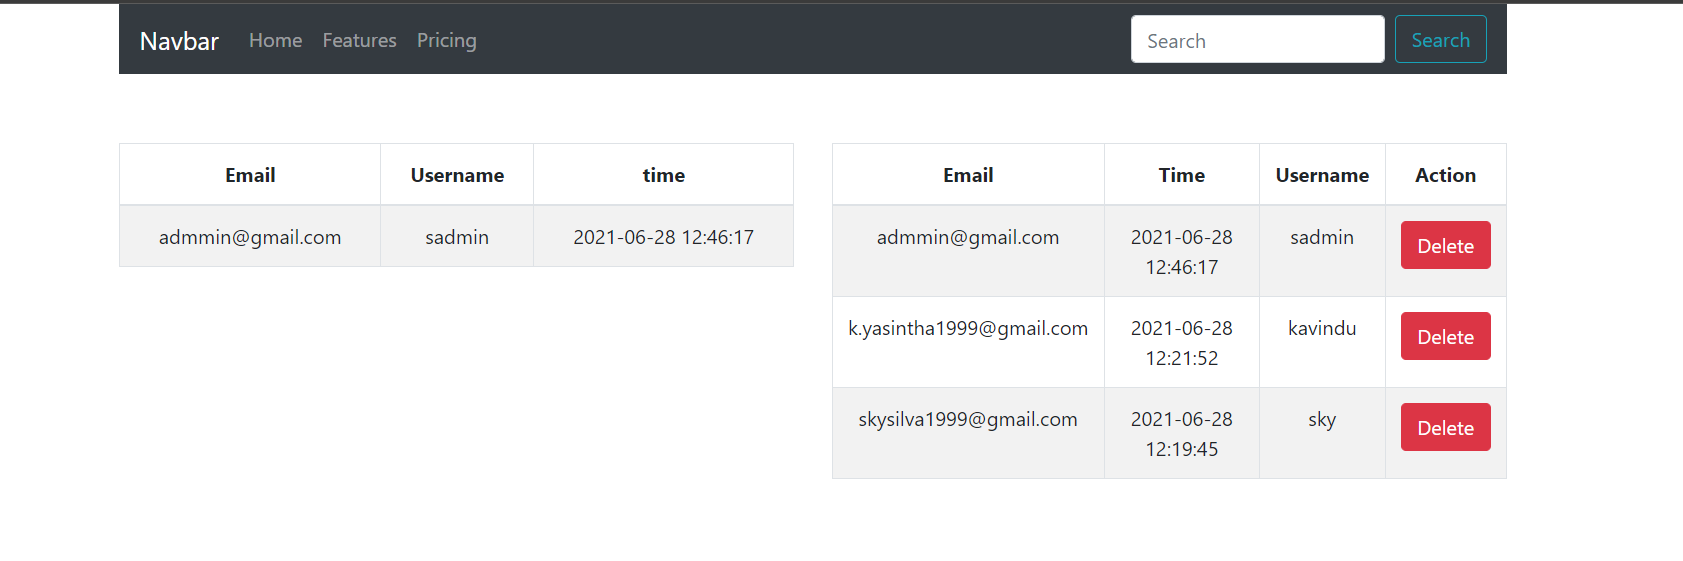 Navbar Home Features Pricing Search Search
Email Username time
admmin@gmail.com sadmin 2021-06-28 12:46:17
Email Time Username Action
admmin@gmail.com 2021-06-28 sadmin Delete
12:46:17
k.yasintha1999@gmail.com 2021-06-28 kavindu Delete
12:21:52
skysilva1999@gmail.com 2021-06-28 sky Delete
12:19:45